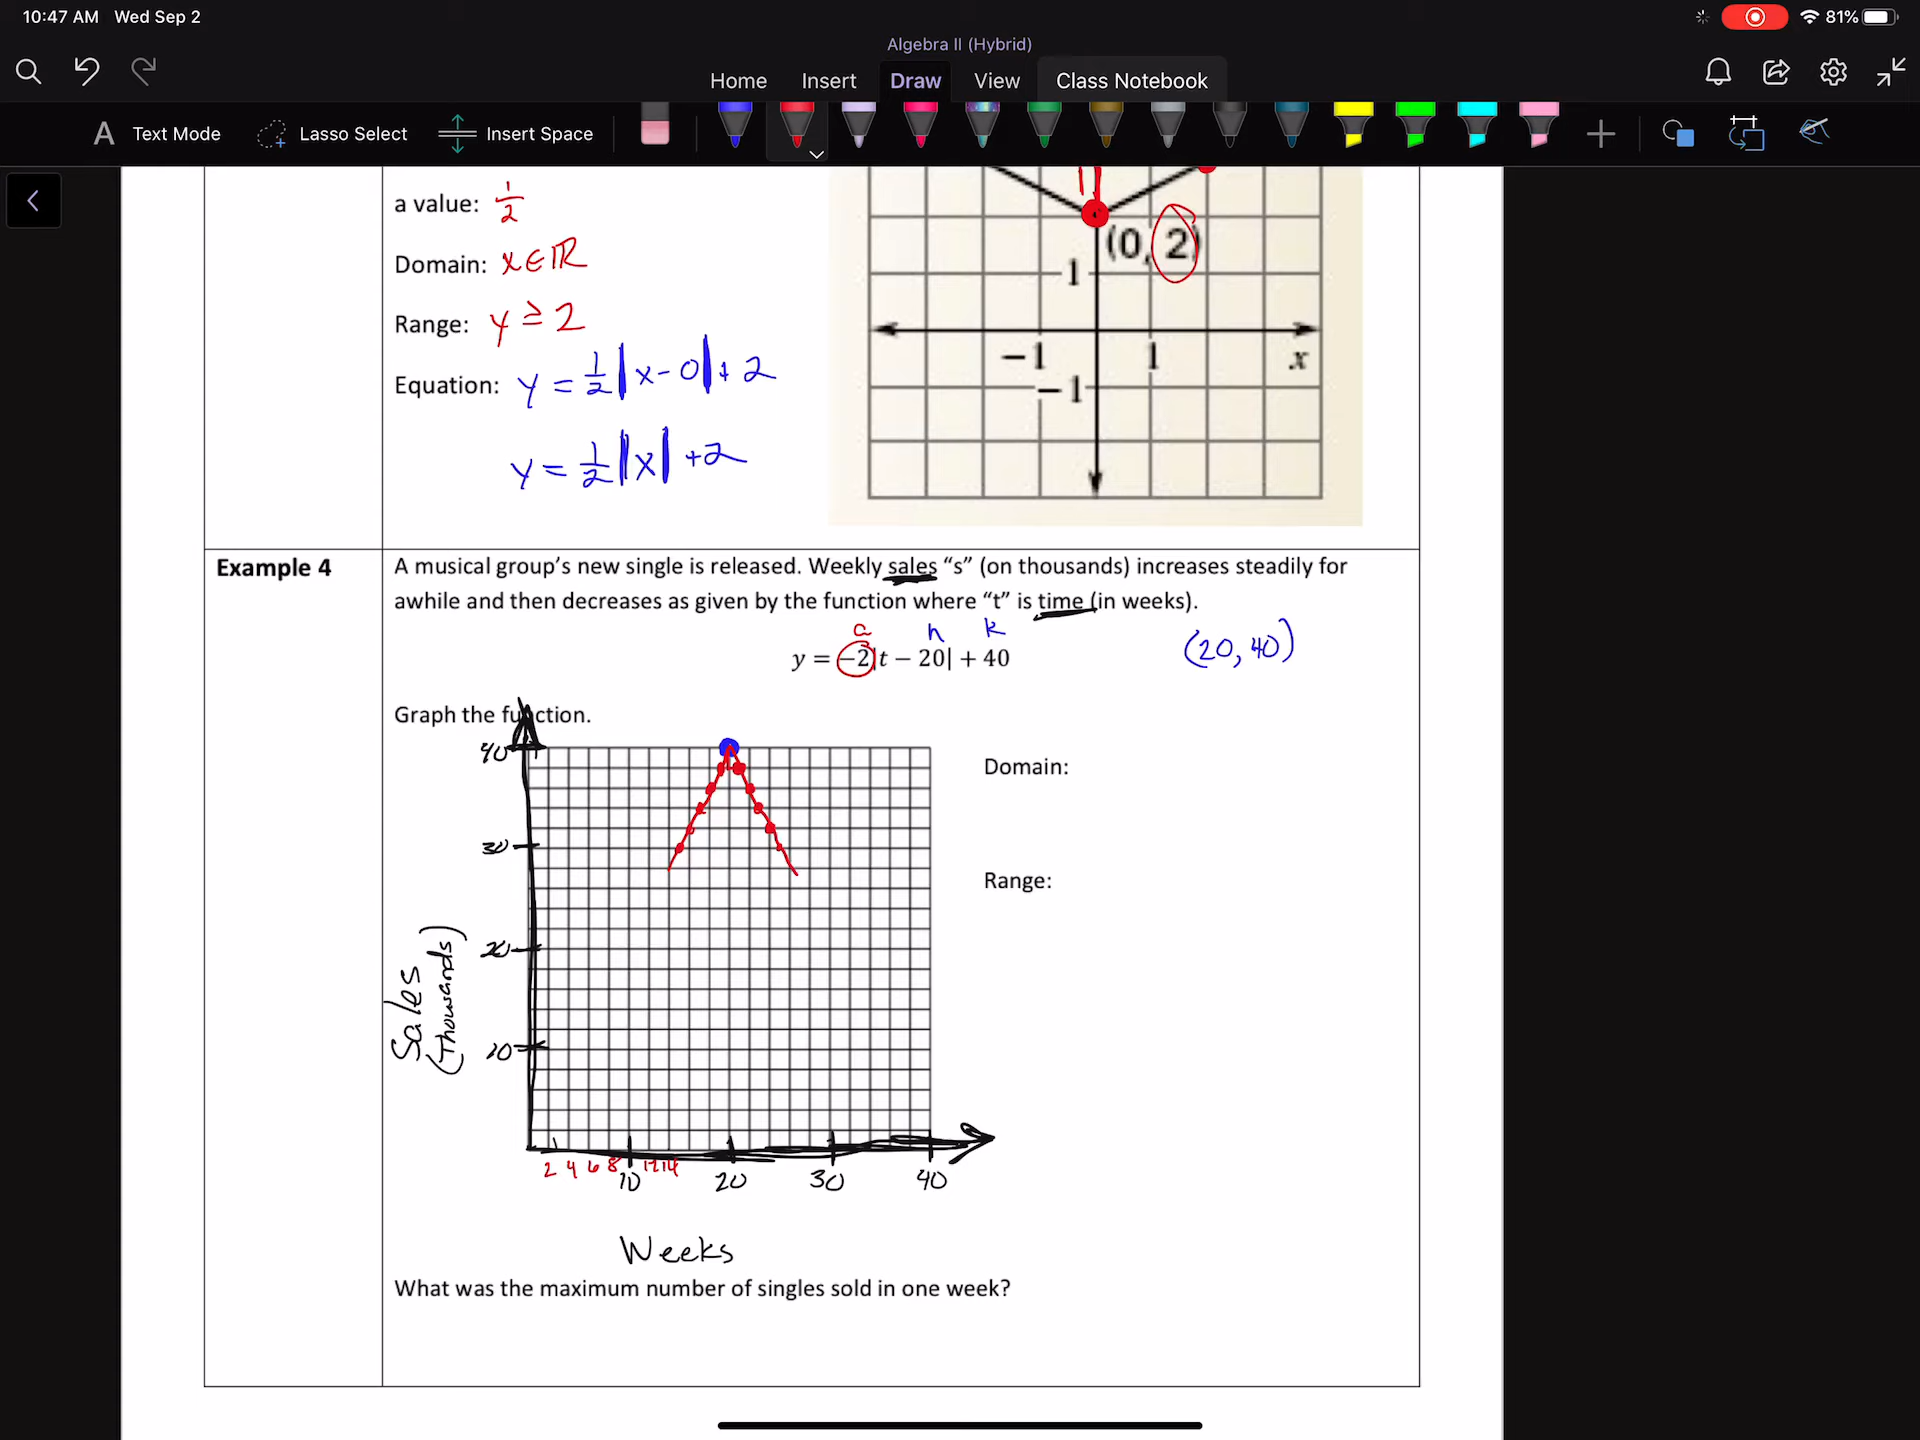 10:47 AM Wed Sep 2
81%
Algebra II (Hybrid)
Home Insert Draw View Class Notebook
Text Mode Lasso Select Insert Space
a value: 1/2
Domain: x∈ℝ
Range: y ≥ 2
Equation: y = 1/2|x-0|+2
y = 1/2|x|+2
(0, 2)
1
−1 1 x
−1
Example 4
A musical group's new single is released. Weekly sales “s” (on thousands) increases steadily for
awhile and then decreases as given by the function where “t” is time (in weeks).
a h k
y = −2|t − 20| + 40
(20, 40)
Graph the function.
40
30
20
10
Sales
(Thousands)
2 4 6 8 12 14
10 20 30 40
Weeks
Domain:
Range:
What was the maximum number of singles sold in one week?